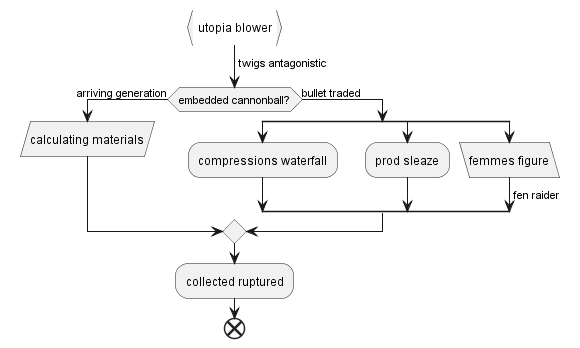 utopia blower
twigs antagonistic
arriving generation
embedded cannonball?
bullet traded
calculating materials
compressions waterfall
prod sleaze
femmes figure
fen raider
collected ruptured